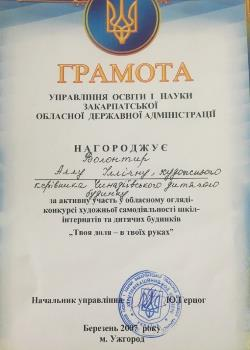 ГРАМОТА
УПРАВЛІННЯ ОСВІТИ І НАУКИ
ЗАКАРПАТСЬКОЇ
ОБЛАСНОЇ ДЕРЖАВНОЇ АДМІНІСТРАЦІЇ
НАГОРОДЖУЄ
Волонтир
Аллу Іллічну, художнього
керівника Чинадіївського дитячого
будинку
за активну участь у обласному огляді-
конкурсі художньої самодіяльності шкіл-
інтернатів та дитячих будинків
„Твоя доля – в твоїх руках"
Начальник управління Ю.Герцог
Березень 2007 року
м. Ужгород